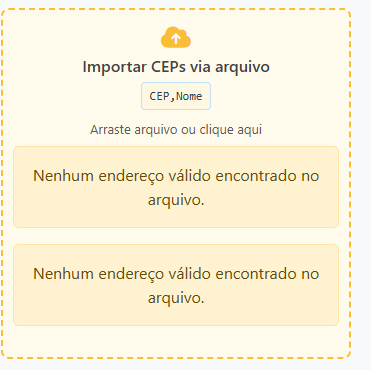 Importar CEPs via arquivo
CEP,Nome
Arraste arquivo ou clique aqui
Nenhum endereço válido encontrado no
arquivo.
Nenhum endereço válido encontrado no
arquivo.